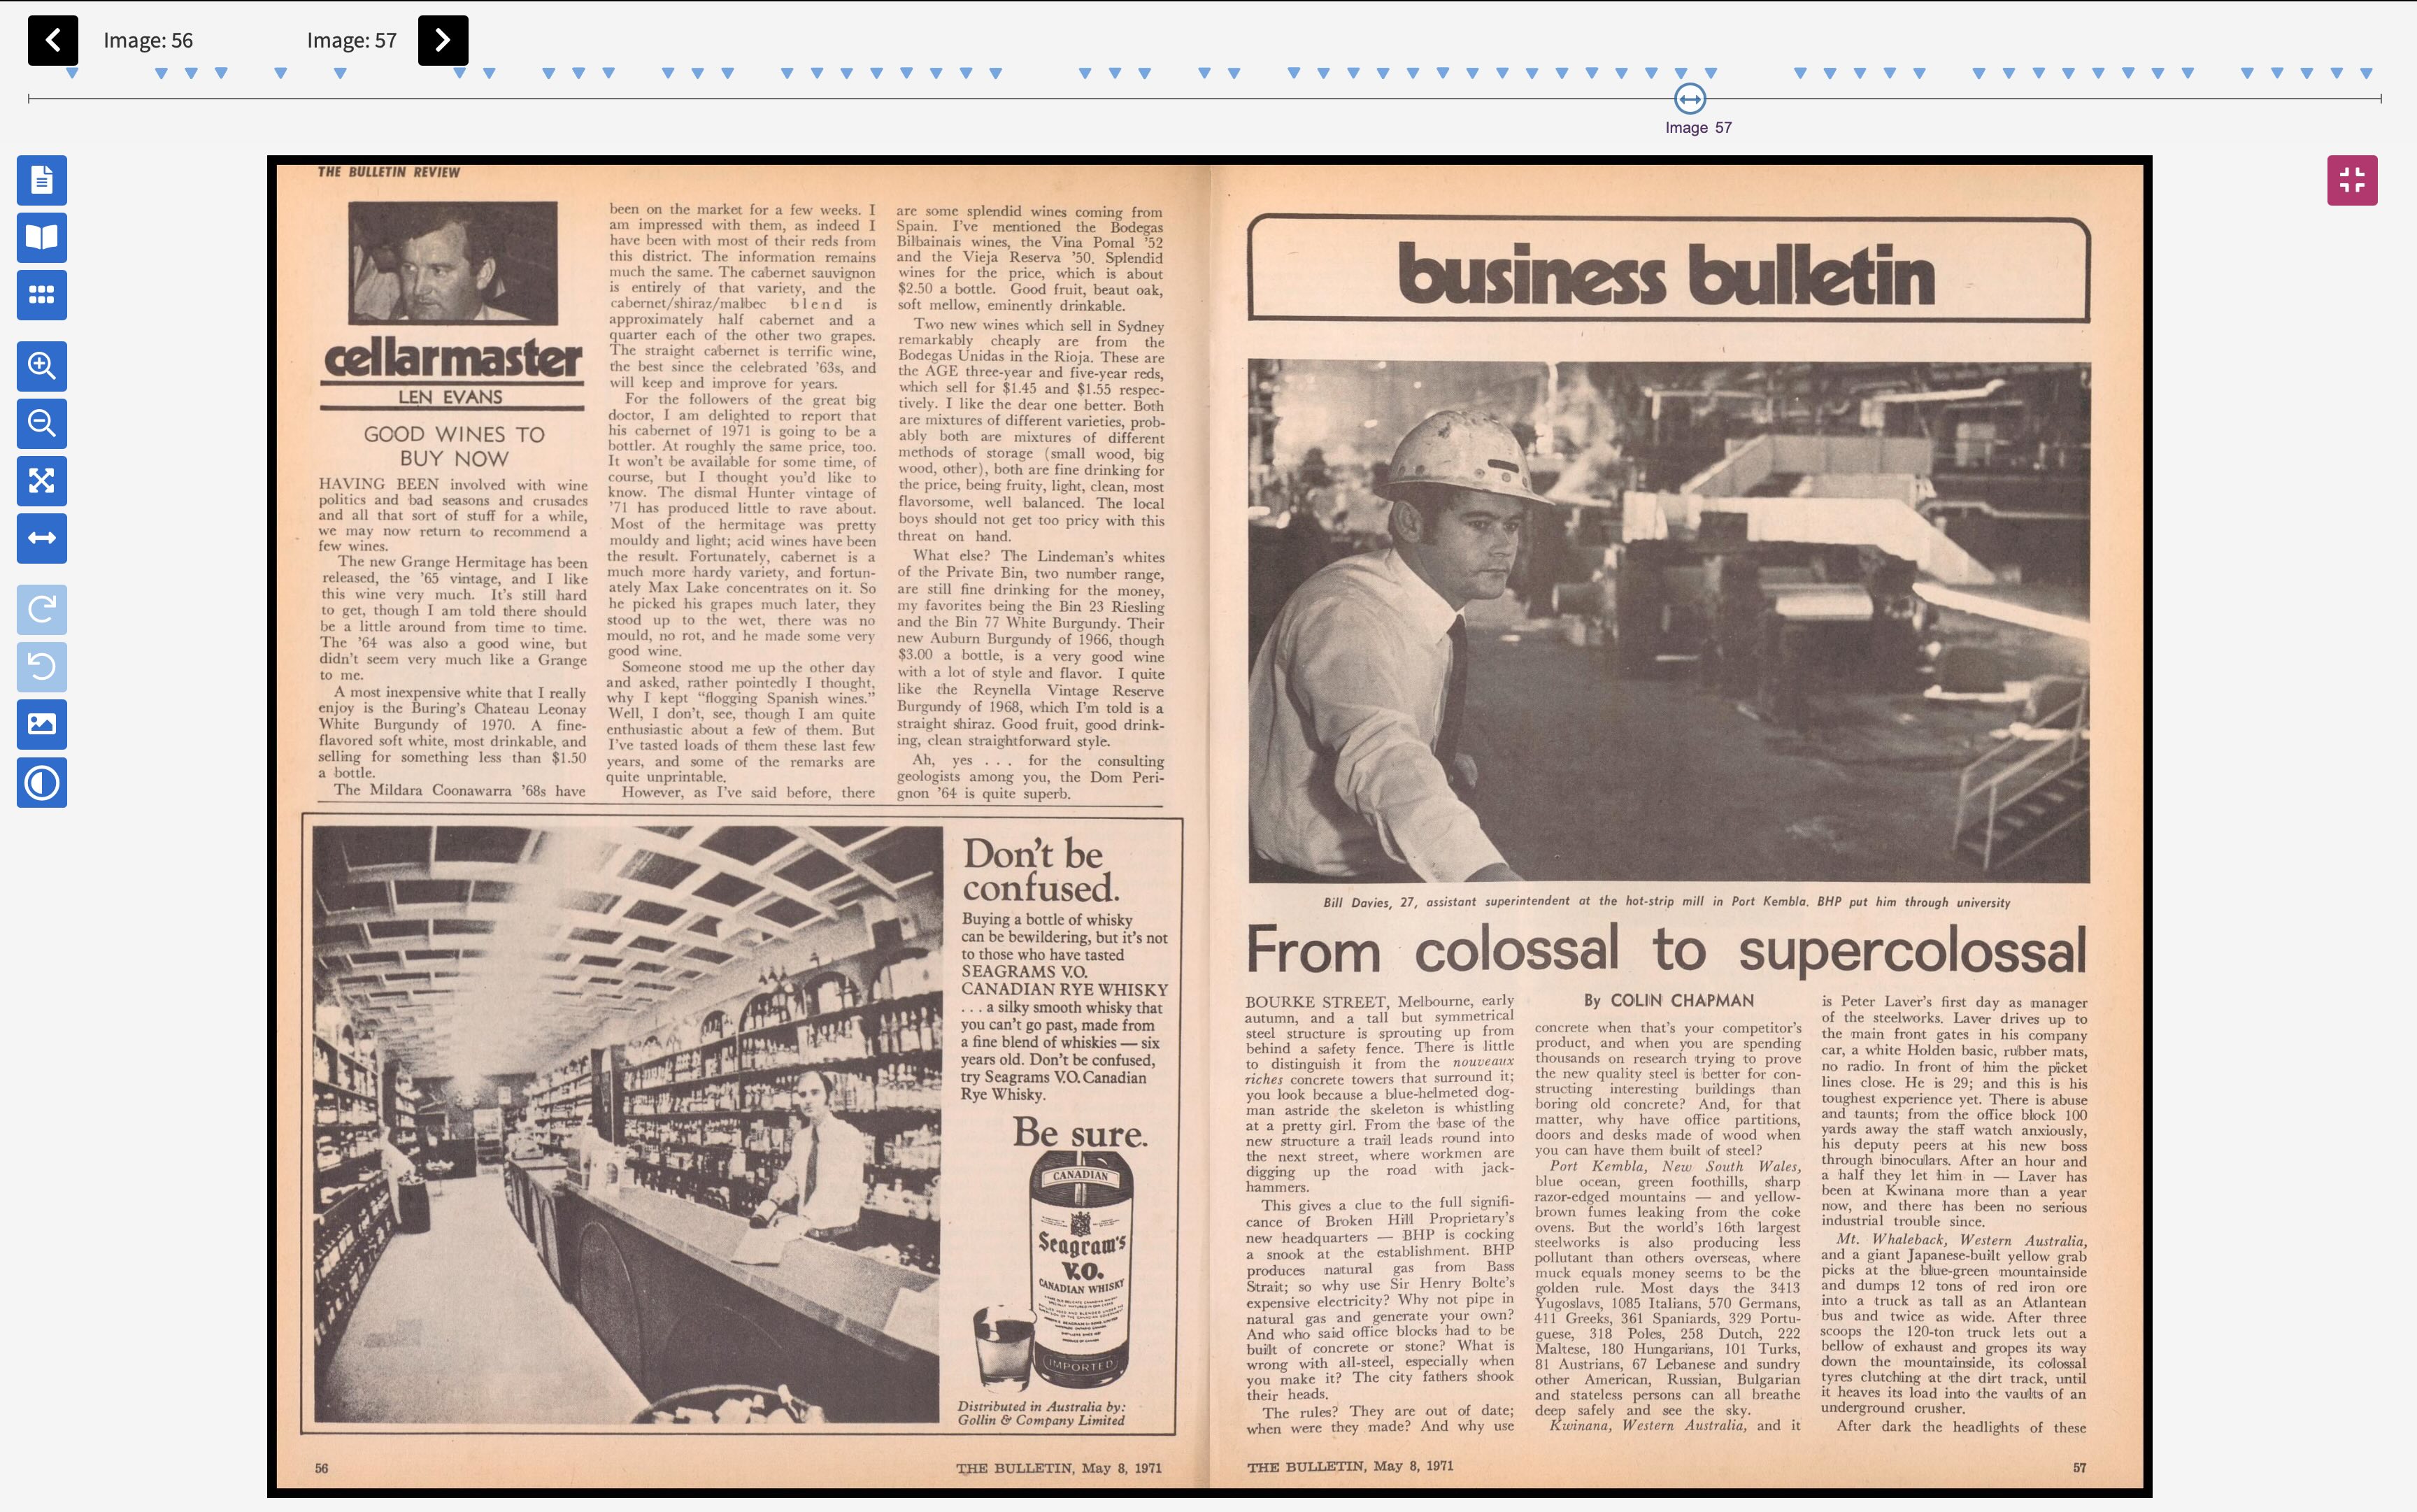 Image: 56
Image: 57
Image 57
THE BULLETIN REVIEW
cellarmaster
LEN EVANS
GOOD WINES TO
BUY NOW
HAVING BEEN involved with wine
politics and bad seasons and crusades
and all that sort of stuff for a while,
we may now return to recommend a
few wines.
The new Grange Hermitage has been
released, the '65 vintage, and I like
this wine very much. It's still hard
to get, though I am told there should
be a little around from time to time.
The '64 was also a good wine, but
didn't seem very much like a Grange
to me.
A most inexpensive white that I really
enjoy is the Buring's Chateau Leonay
White Burgundy of 1970. A fine-
flavored soft white, most drinkable, and
selling for something less than $1.50
a bottle.
The Mildara Coonawarra '68s have
been on the market for a few weeks. I
am impressed with them, as indeed I
have been with most of their reds from
this district. The information remains
much the same. The cabernet sauvignon
is entirely of that variety, and the
cabernet/shiraz/malbec blend is
approximately half cabernet and a
quarter each of the other two grapes.
The straight cabernet is terrific wine,
the best since the celebrated '63s, and
will keep and improve for years.
For the followers of the great big
doctor, I am delighted to report that
his cabernet of 1971 is going to be a
bottler. At roughly the same price, too.
It won't be available for some time, of
course, but I thought you'd like to
know. The dismal Hunter vintage of
'71 has produced little to rave about.
Most of the hermitage was pretty
mouldy and light; acid wines have been
the result. Fortunately, cabernet is a
much more hardy variety, and fortun-
ately Max Lake concentrates on it. So
he picked his grapes much later, they
stood up to the wet, there was no
mould, no rot, and he made some very
good wine.
Someone stood me up the other day
and asked, rather pointedly I thought,
why I kept "flogging Spanish wines."
Well, I don't, see, though I am quite
enthusiastic about a few of them. But
I've tasted loads of them these last few
years, and some of the remarks are
quite unprintable.
However, as I've said before, there
are some splendid wines coming from
Spain. I've mentioned the Bodegas
Bilbainais wines, the Vina Pomal '52
and the Vieja Reserva '50. Splendid
wines for the price, which is about
$2.50 a bottle. Good fruit, beaut oak,
soft mellow, eminently drinkable.
Two new wines which sell in Sydney
remarkably cheaply are from the
Bodegas Unidas in the Rioja. These are
the AGE three-year and five-year reds,
which sell for $1.45 and $1.55 respec-
tively. I like the dear one better. Both
are mixtures of different varieties, prob-
ably both are mixtures of different
methods of storage (small wood, big
wood, other), both are fine drinking for
the price, being fruity, light, clean, most
flavorsome, well balanced. The local
boys should not get too pricy with this
threat on hand.
What else? The Lindeman's whites
of the Private Bin, two number range,
are still fine drinking for the money,
my favorites being the Bin 23 Riesling
and the Bin 77 White Burgundy. Their
new Auburn Burgundy of 1966, though
$3.00 a bottle, is a very good wine
with a lot of style and flavor. I quite
like the Reynella Vintage Reserve
Burgundy of 1968, which I'm told is a
straight shiraz. Good fruit, good drink-
ing, clean straightforward style.
Ah, yes . . . for the consulting
geologists among you, the Dom Peri-
gnon '64 is quite superb.
Don't be
confused.
Buying a bottle of whisky
can be bewildering, but it's not
to those who have tasted
SEAGRAMS V.O.
CANADIAN RYE WHISKY
. . . a silky smooth whisky that
you can't go past, made from
a fine blend of whiskies — six
years old. Don't be confused,
try Seagrams V.O. Canadian
Rye Whisky.
Be sure.
CANADIAN
Seagram's
V.O.
CANADIAN WHISKY
IMPORTED
Distributed in Australia by:
Gollin & Company Limited
56
THE BULLETIN, May 8, 1971
business bulletin
Bill Davies, 27, assistant superintendent at the hot-strip mill in Port Kembla. BHP put him through university
From colossal to supercolossal
By COLIN CHAPMAN
BOURKE STREET, Melbourne, early
autumn, and a tall but symmetrical
steel structure is sprouting up from
behind a safety fence. There is little
to distinguish it from the nouveaux
riches concrete towers that surround it;
you look because a blue-helmeted dog-
man astride the skeleton is whistling
at a pretty girl. From the base of the
new structure a trail leads round into
the next street, where workmen are
digging up the road with jack-
hammers.
This gives a clue to the full signifi-
cance of Broken Hill Proprietary's
new headquarters — BHP is cocking
a snook at the establishment. BHP
produces natural gas from Bass
Strait; so why use Sir Henry Bolte's
expensive electricity? Why not pipe in
natural gas and generate your own?
And who said office blocks had to be
built of concrete or stone? What is
wrong with all-steel, especially when
you make it? The city fathers shook
their heads.
The rules? They are out of date;
when were they made? And why use
concrete when that's your competitor's
product, and when you are spending
thousands on research trying to prove
the new quality steel is better for con-
structing interesting buildings than
boring old concrete? And, for that
matter, why have office partitions,
doors and desks made of wood when
you can have them built of steel?
Port Kembla, New South Wales,
blue ocean, green foothills, sharp
razor-edged mountains — and yellow-
brown fumes leaking from the coke
ovens. But the world's 16th largest
steelworks is also producing less
pollutant than others overseas, where
muck equals money seems to be the
golden rule. Most days the 3413
Yugoslavs, 1085 Italians, 570 Germans,
411 Greeks, 361 Spaniards, 329 Portu-
guese, 318 Poles, 258 Dutch, 222
Maltese, 180 Hungarians, 101 Turks,
81 Austrians, 67 Lebanese and sundry
other American, Russian, Bulgarian
and stateless persons can all breathe
deep safely and see the sky.
Kwinana, Western Australia, and it
is Peter Laver's first day as manager
of the steelworks. Laver drives up to
the main front gates in his company
car, a white Holden basic, rubber mats,
no radio. In front of him the picket
lines close. He is 29; and this is his
toughest experience yet. There is abuse
and taunts; from the office block 100
yards away the staff watch anxiously,
his deputy peers at his new boss
through binoculars. After an hour and
a half they let him in — Laver has
been at Kwinana more than a year
now, and there has been no serious
industrial trouble since.
Mt. Whaleback, Western Australia,
and a giant Japanese-built yellow grab
picks at the blue-green mountainside
and dumps 12 tons of red iron ore
into a truck as tall as an Atlantean
bus and twice as wide. After three
scoops the 120-ton truck lets out a
bellow of exhaust and gropes its way
down the mountainside, its colossal
tyres clutching at the dirt track, until
it heaves its load into the vaults of an
underground crusher.
After dark the headlights of these
THE BULLETIN, May 8, 1971
57